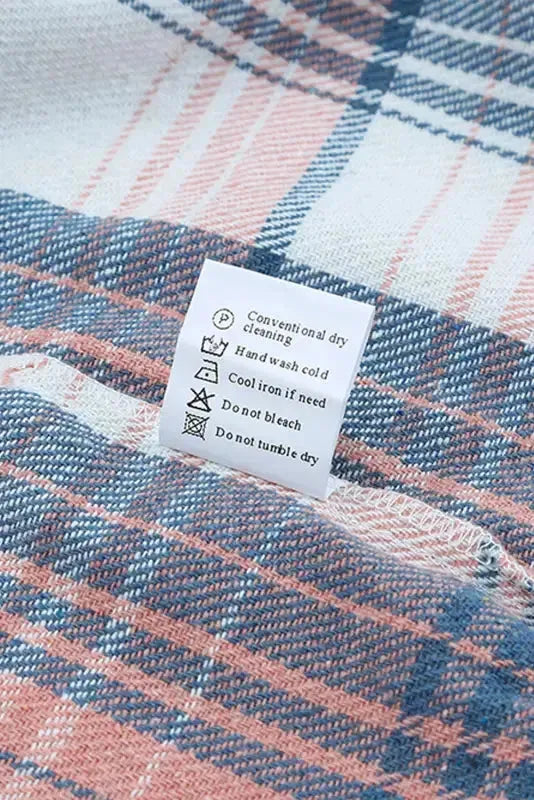 P Conventional dry
cleaning
Hand wash cold
Cool iron if need
Do not bleach
Do not tumble dry